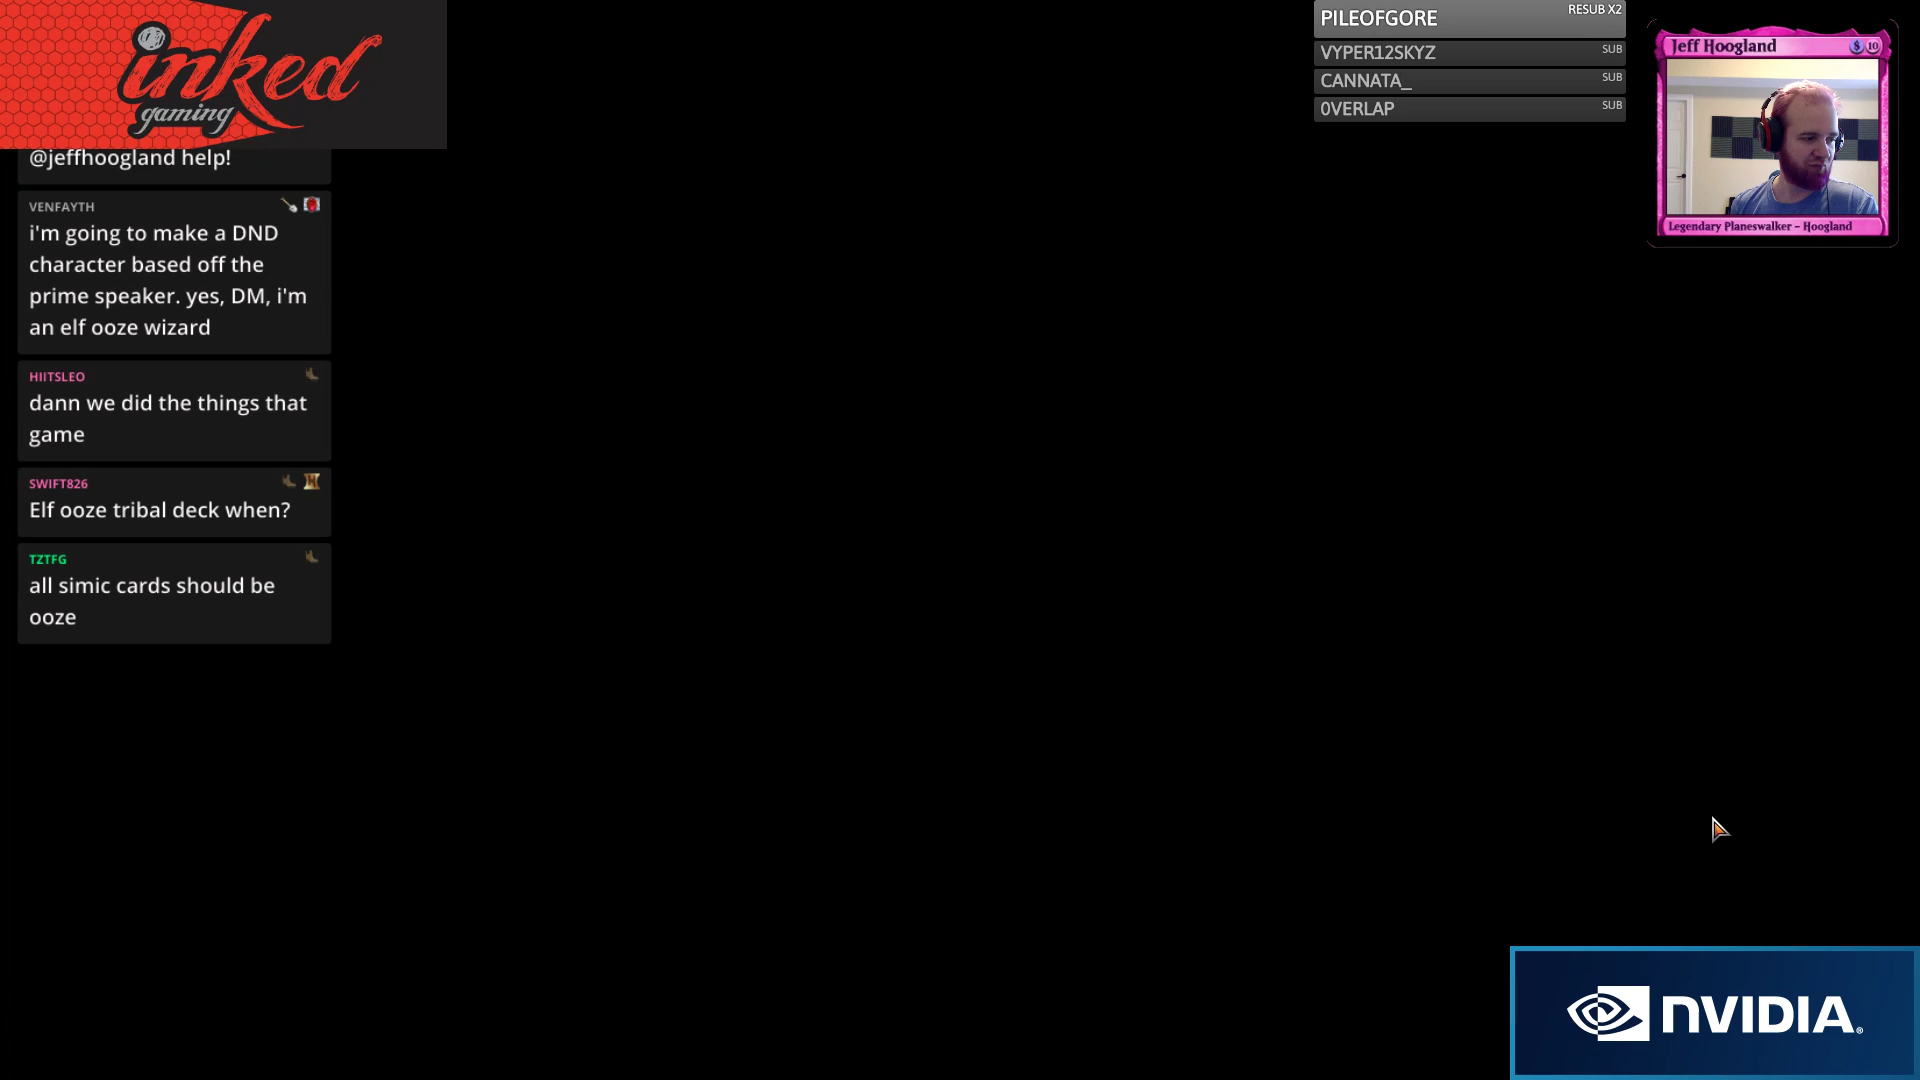 inked
gaming
@jeffhoogland help!
VENFAYTH
i'm going to make a DND
character based off the
prime speaker. yes, DM, i'm
an elf ooze wizard
HIITSLEO
dann we did the things that
game
SWIFT826
Elf ooze tribal deck when?
TZTFG
all simic cards should be
ooze
PILEOFGORE RESUB X2
VYPER12SKYZ SUB
CANNATA_ SUB
0VERLAP SUB
Jeff Hoogland $ 10
Legendary Planeswalker - Hoogland
NVIDIA.